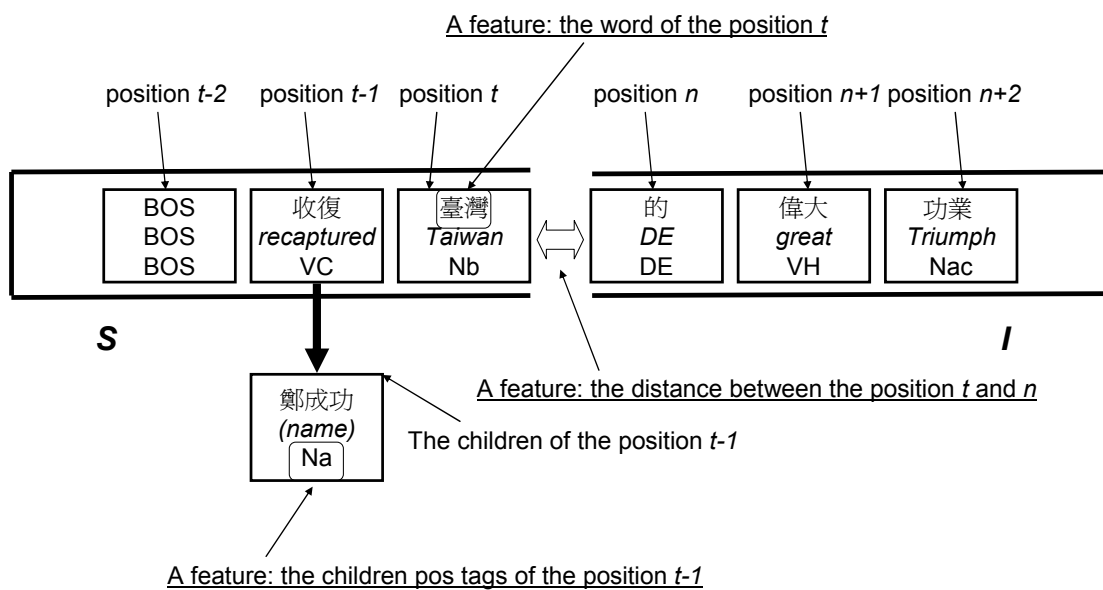 A feature: the word of the position t
position t-2 position t-1 position t position n position n+1 position n+2
BOS 收復 臺灣 的 偉大 功業
BOS recaptured Taiwan DE great Triumph
BOS VC Nb DE VH Nac
S I
A feature: the distance between the position t and n
鄭成功
(name)
Na
The children of the position t-1
A feature: the children pos tags of the position t-1